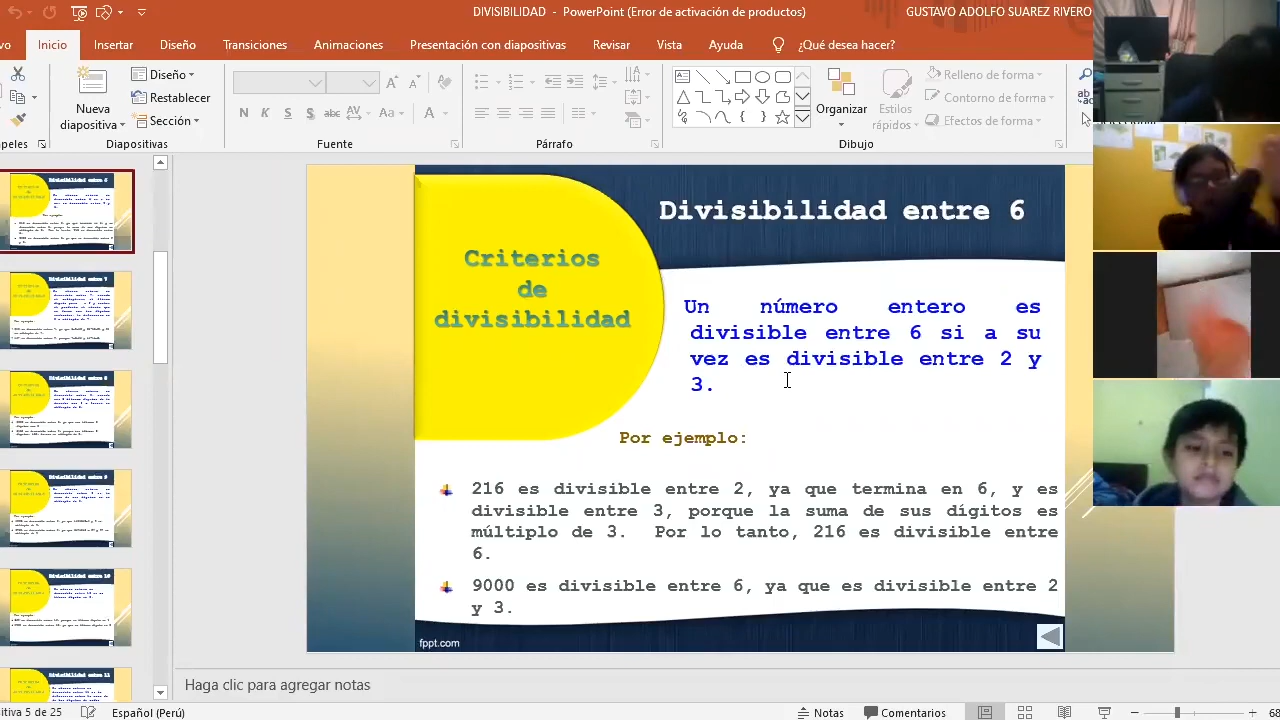 DIVISIBILIDAD - PowerPoint (Error de activación de productos)
GUSTAVO ADOLFO SUAREZ RIVERO
Inicio Insertar Diseño Transiciones Animaciones Presentación con diapositivas Revisar Vista Ayuda ¿Qué desea hacer?
Nueva diapositiva
Diseño
Restablecer
Sección
N K S S abc AV Aa A
Organizar
Estilos rápidos
Relleno de forma
Contorno de forma
Efectos de forma
Diapositivas Fuente Párrafo Dibujo
Divisibilidad entre 6
Criterios
de
divisibilidad
Un número entero es
divisible entre 6 si a su
vez es divisible entre 2 y
3.
Por ejemplo:
216 es divisible entre 2, ya que termina en 6, y es
divisible entre 3, porque la suma de sus dígitos es
múltiplo de 3. Por lo tanto, 216 es divisible entre
6.
9000 es divisible entre 6, ya que es divisible entre 2
y 3.
fppt.com
Haga clic para agregar notas
5 de 25 Español (Perú) Notas Comentarios